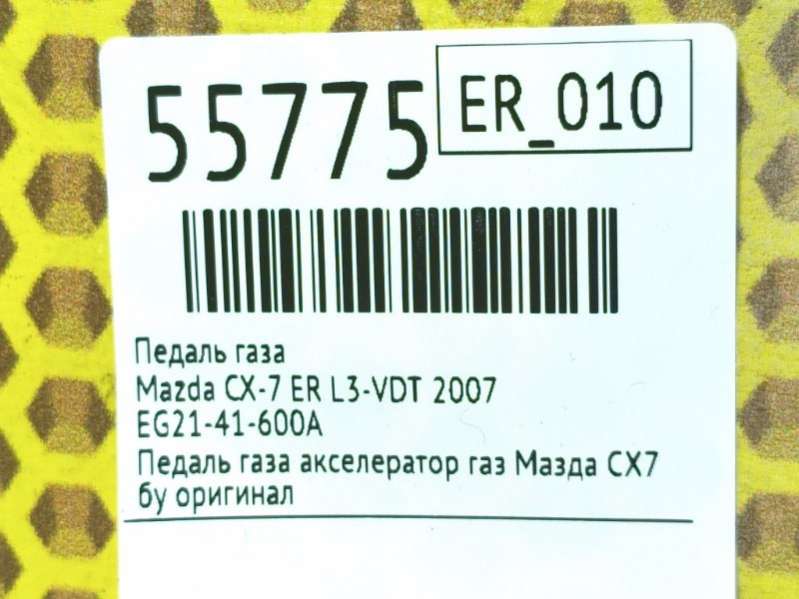 55775
ER_010
Педаль газа
Mazda CX-7 ER L3-VDT 2007
EG21-41-600A
Педаль газа акселератор газ Мазда СХ7
бу оригинал